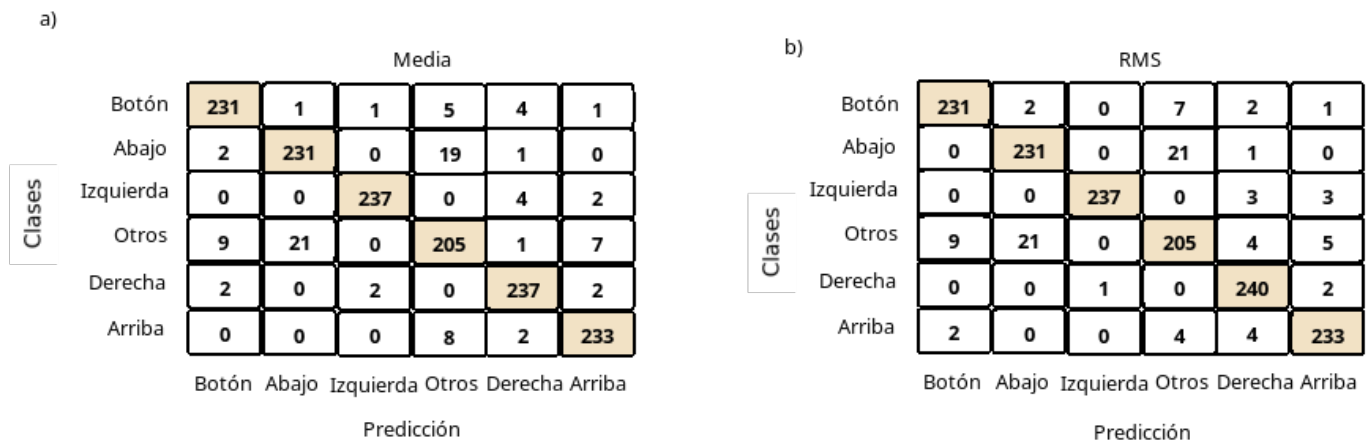 a)
Media
Botón 231 1 1 5 4 1
Abajo 2 231 0 19 1 0
Izquierda 0 0 237 0 4 2
Otros 9 21 0 205 1 7
Derecha 2 0 2 0 237 2
Arriba 0 0 0 8 2 233
Clases
Botón Abajo Izquierda Otros Derecha Arriba
Predicción
b)
RMS
Botón 231 2 0 7 2 1
Abajo 0 231 0 21 1 0
Izquierda 0 0 237 0 3 3
Otros 9 21 0 205 4 5
Derecha 0 0 1 0 240 2
Arriba 2 0 0 4 4 233
Clases
Botón Abajo Izquierda Otros Derecha Arriba
Predicción